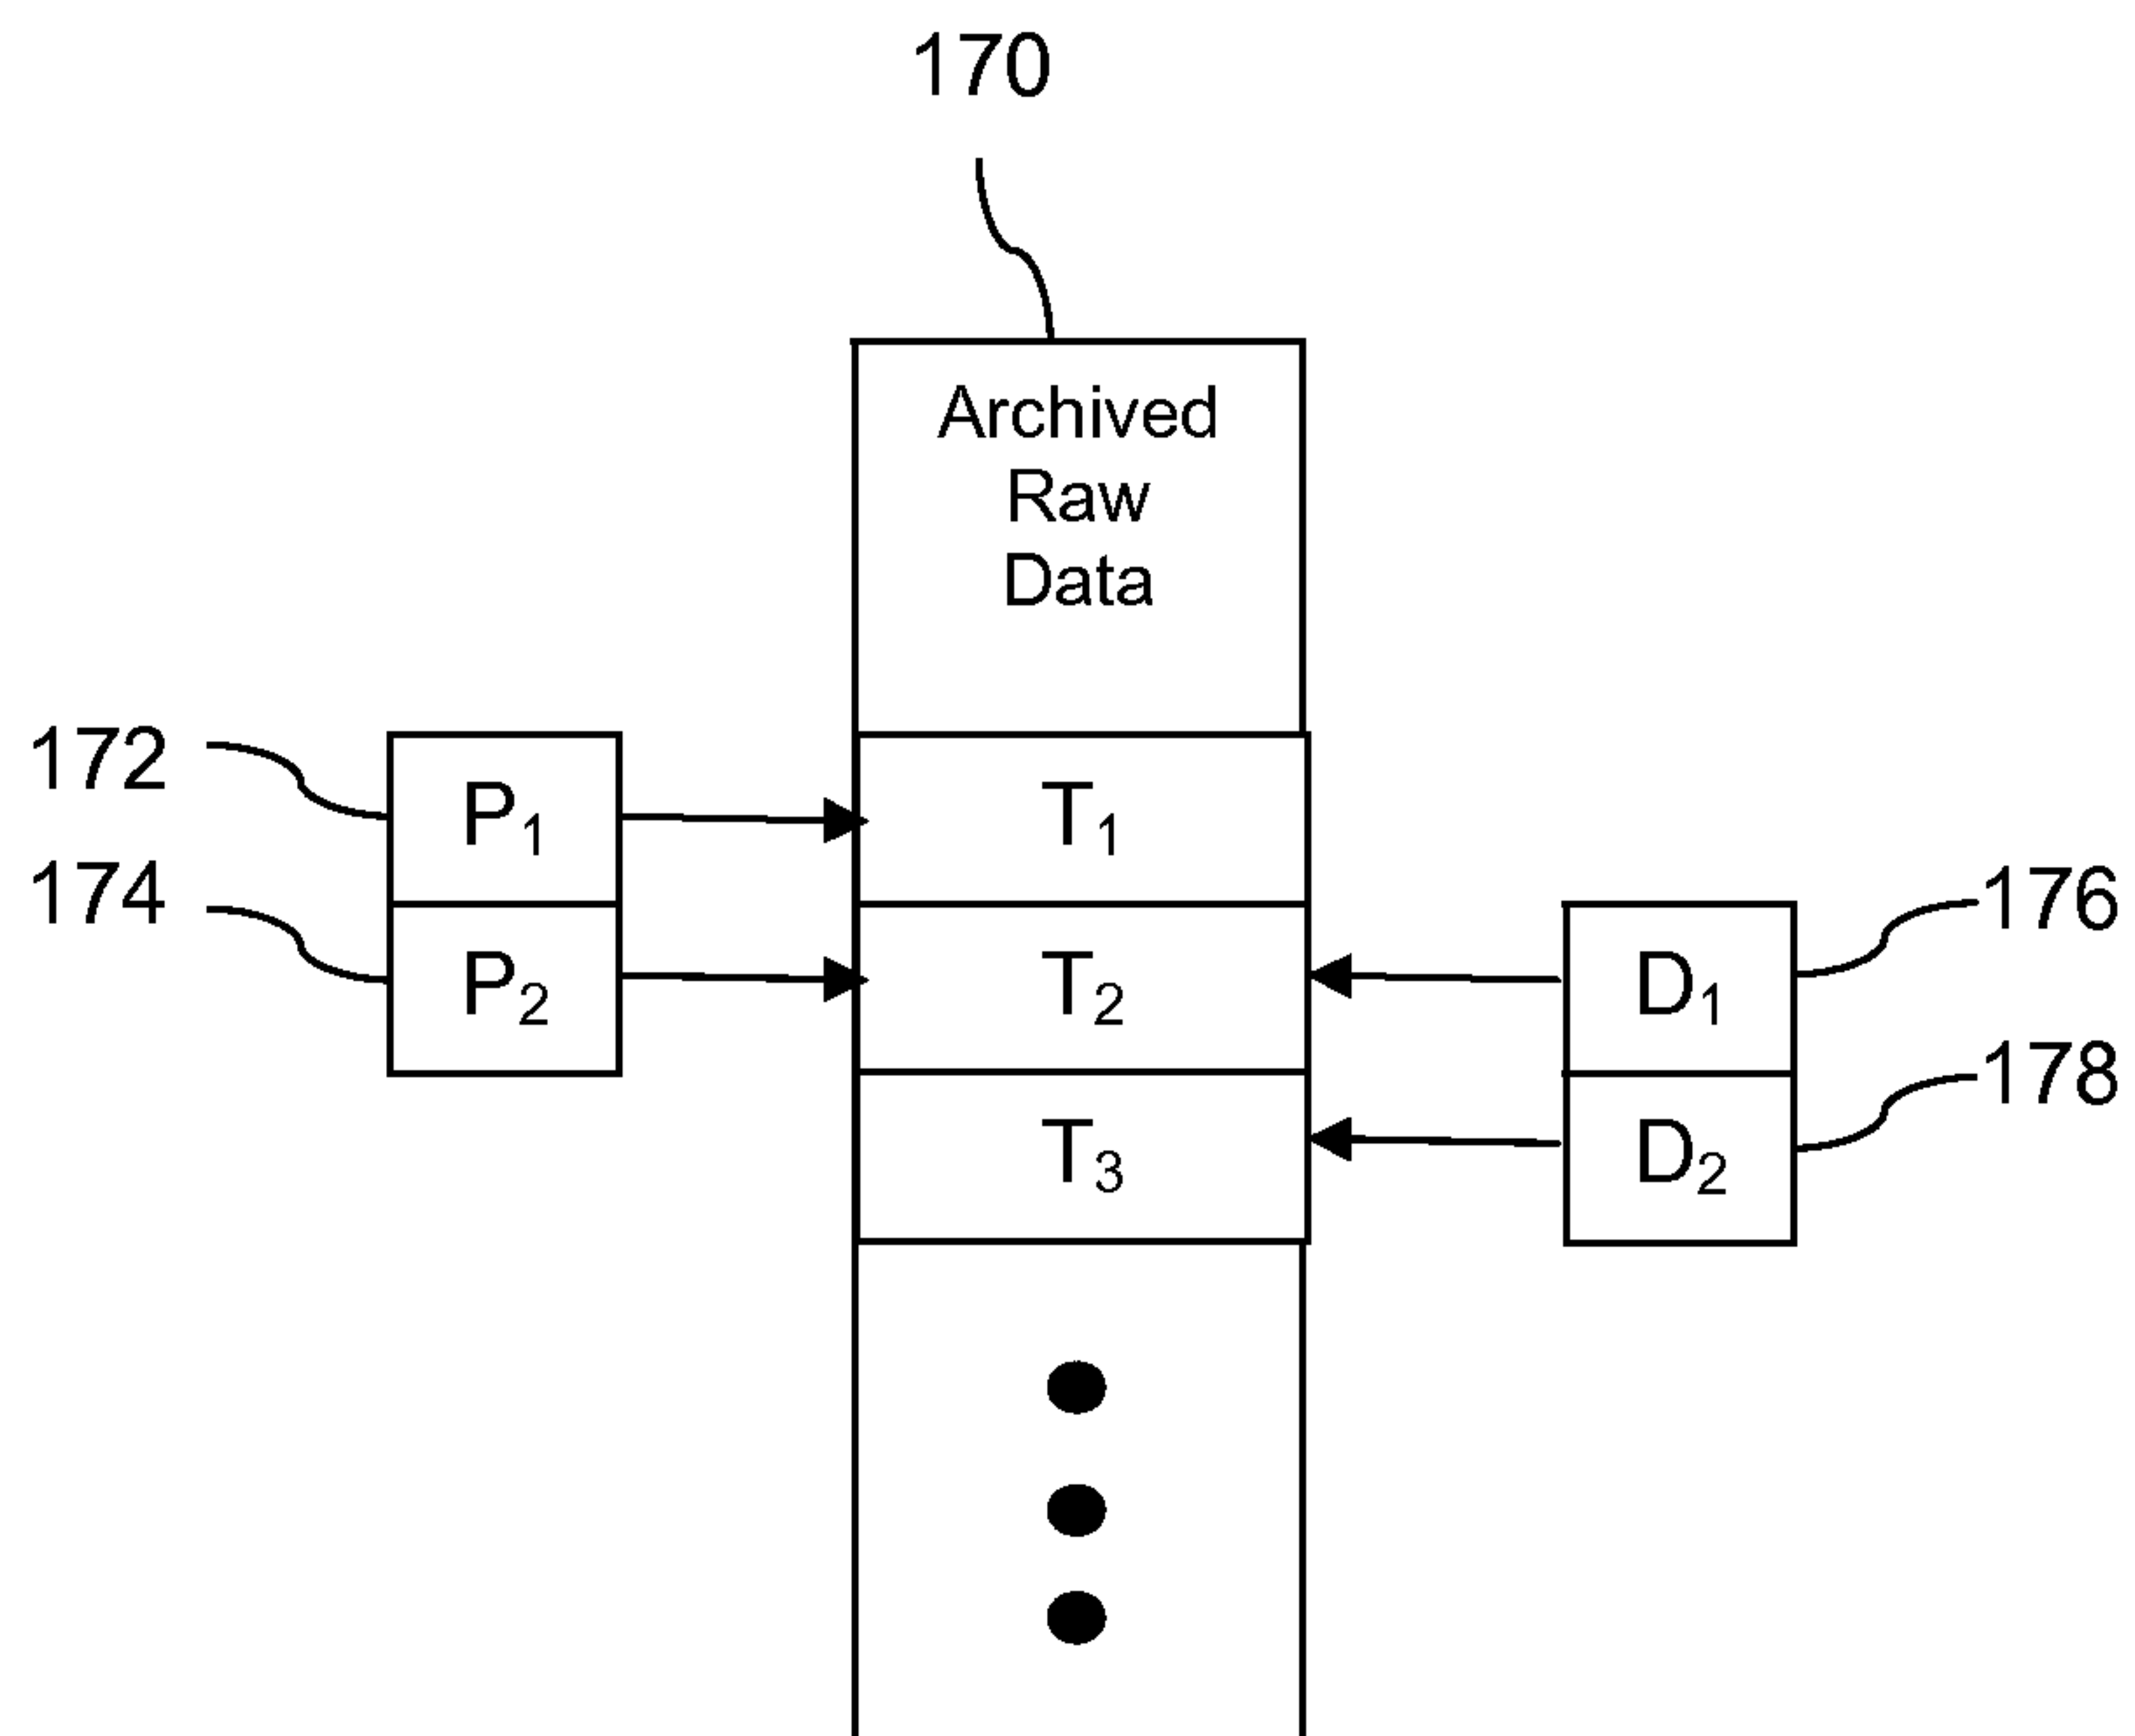 170
Archived
Raw
Data
172
P₁
T₁
174
P₂
T₂
D₁
176
T₃
D₂
178